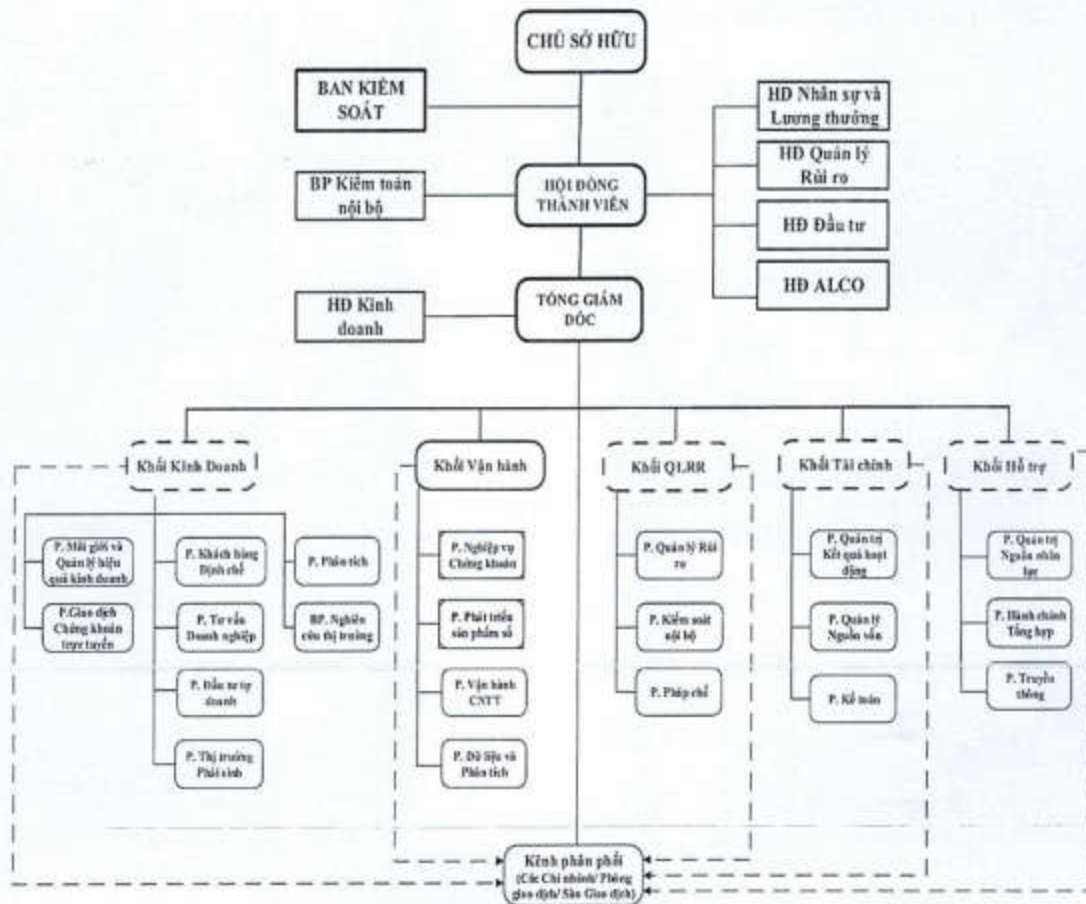 CHỦ SỞ HỮU
BAN KIỂM
SOÁT
HĐ Nhân sự và
Lương thưởng
HĐ Quản lý
Rủi ro
HĐ Đầu tư
HĐ ALCO
BP Kiểm toán
nội bộ
HỘI ĐỒNG
THÀNH VIÊN
HĐ Kinh
doanh
TỔNG GIÁM
ĐỐC
Khối Kinh Doanh
Khối Vận hành
Khối QLRR
Khối Tài chính
Khối Hỗ trợ
P. Môi giới và
Quản lý hiệu
quả kinh doanh
P.Giao dịch
Chứng khoán
trực tuyến
P. Khách hàng
Định chế
P. Tư vấn
Doanh nghiệp
P. Đầu tư tự
doanh
P. Thị trường
Phái sinh
P. Phân tích
BP. Nghiên
cứu thị trường
P. Nghiệp vụ
Chứng khoán
P. Phát triển
sản phẩm số
P. Vận hành
CNTT
P. Dữ liệu và
Phân tích
P. Quản lý Rủi
ro
P. Kiểm soát
nội bộ
P. Pháp chế
P. Quản trị
Kết quả hoạt
động
P. Quản lý
Nguồn vốn
P. Kế toán
P. Quản trị
Nguồn nhân
lực
P. Hành chính
Tổng hợp
P. Truyền
thông
Kênh phân phối
(Các Chi nhánh/ Phòng
giao dịch/ Sàn Giao dịch)